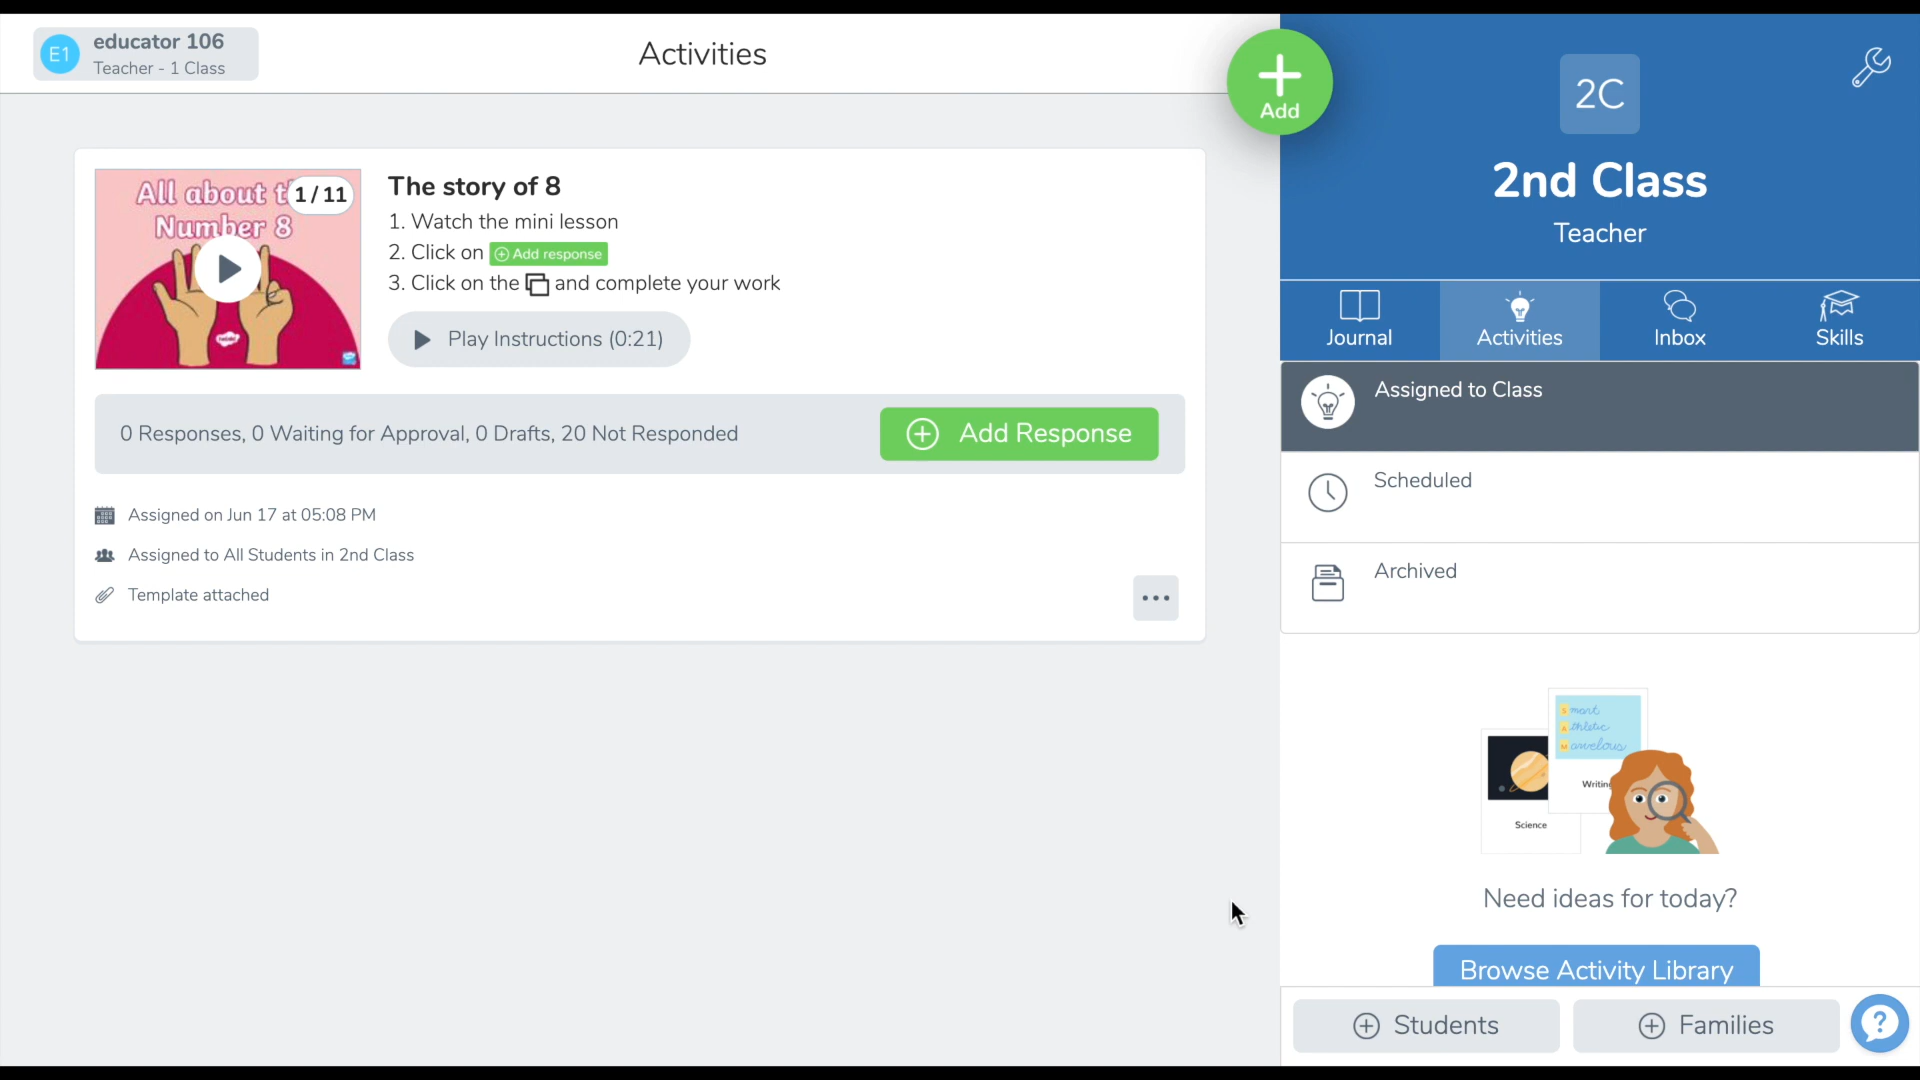 E1
educator 106
Teacher - 1 Class
Activities
Add
All about t
Number 8
1 / 11
The story of 8
1. Watch the mini lesson
2. Click on Add response
3. Click on the and complete your work
Play Instructions (0:21)
0 Responses, 0 Waiting for Approval, 0 Drafts, 20 Not Responded
Add Response
Assigned on Jun 17 at 05:08 PM
Assigned to All Students in 2nd Class
Template attached
2C
2nd Class
Teacher
Journal
Activities
Inbox
Skills
Assigned to Class
Scheduled
Archived
Smart
Athletic
Marvelous
Writing
Science
Need ideas for today?
Browse Activity Library
Students
Families
?